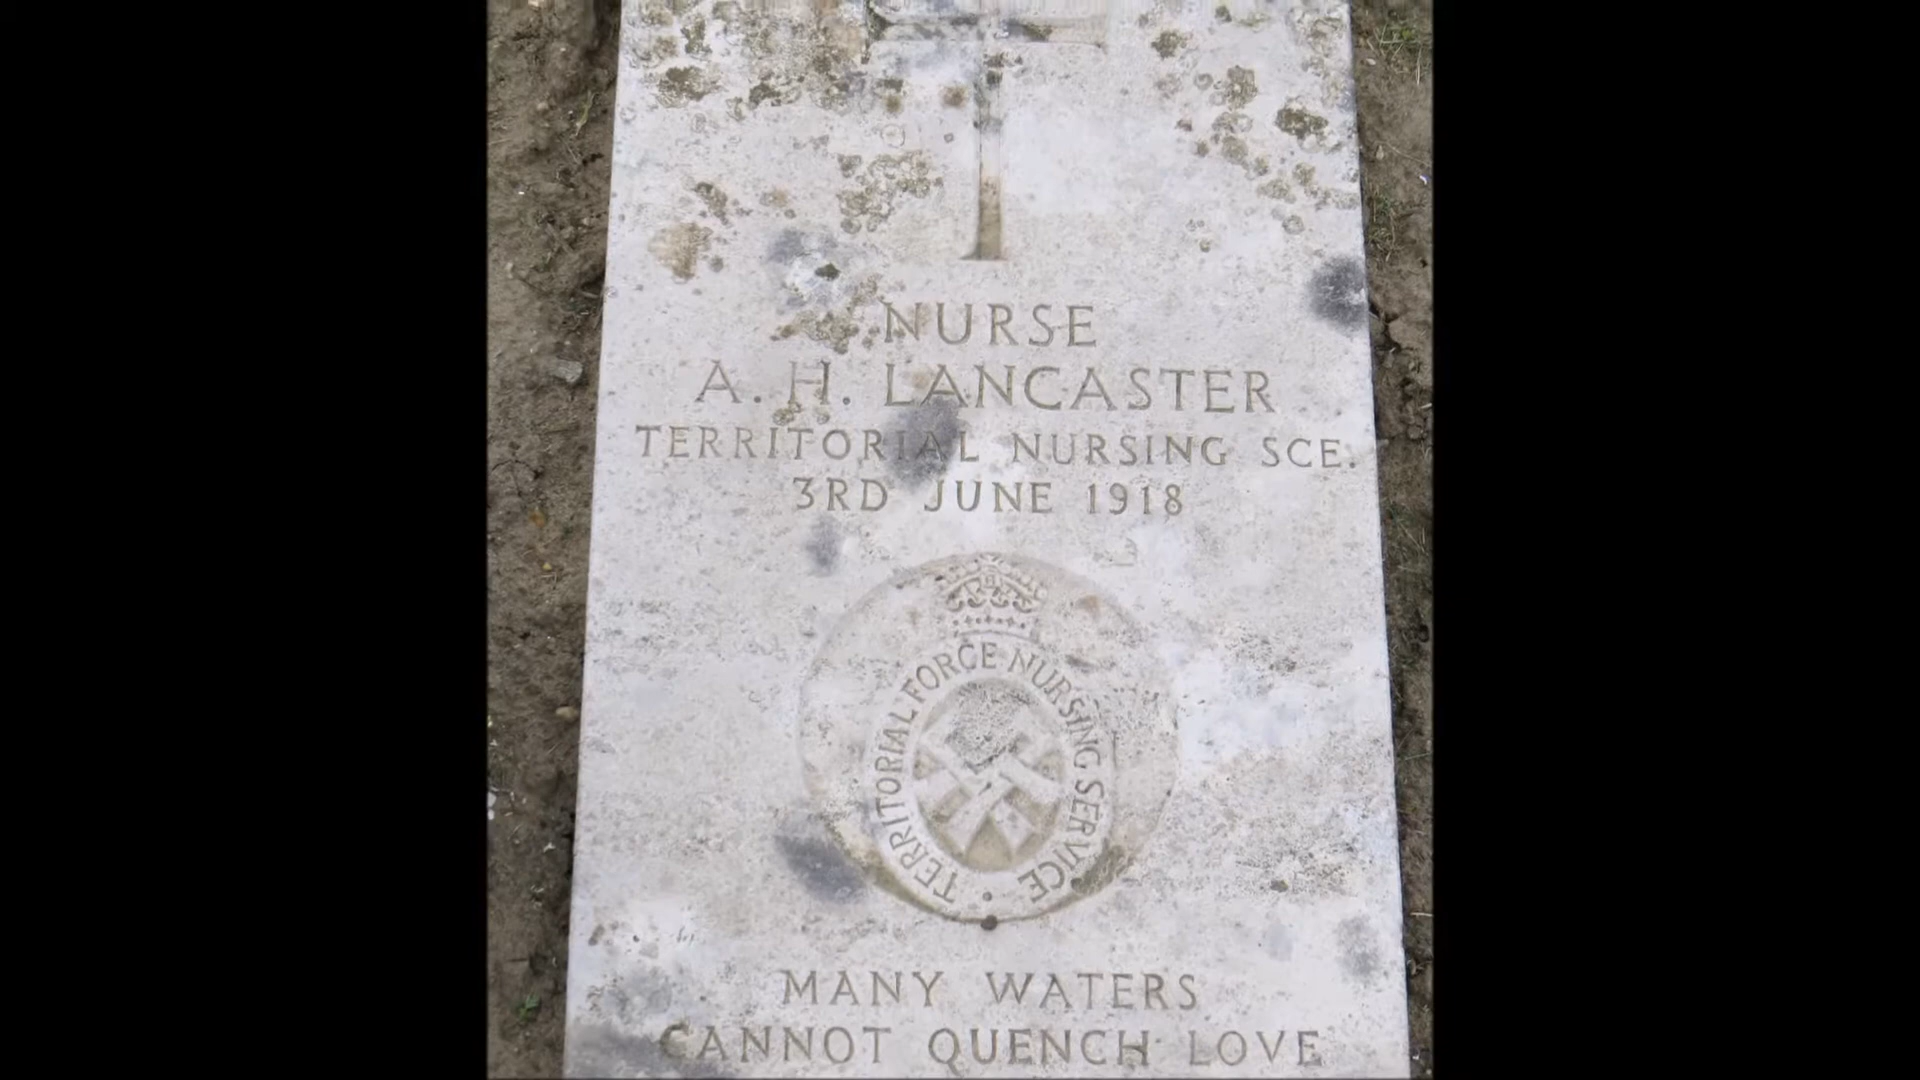 NURSE
A. H. LANCASTER
TERRITORIAL NURSING SCE.
3RD JUNE 1918
TERRITORIAL FORCE NURSING SERVICE •
MANY WATERS
CANNOT QUENCH LOVE